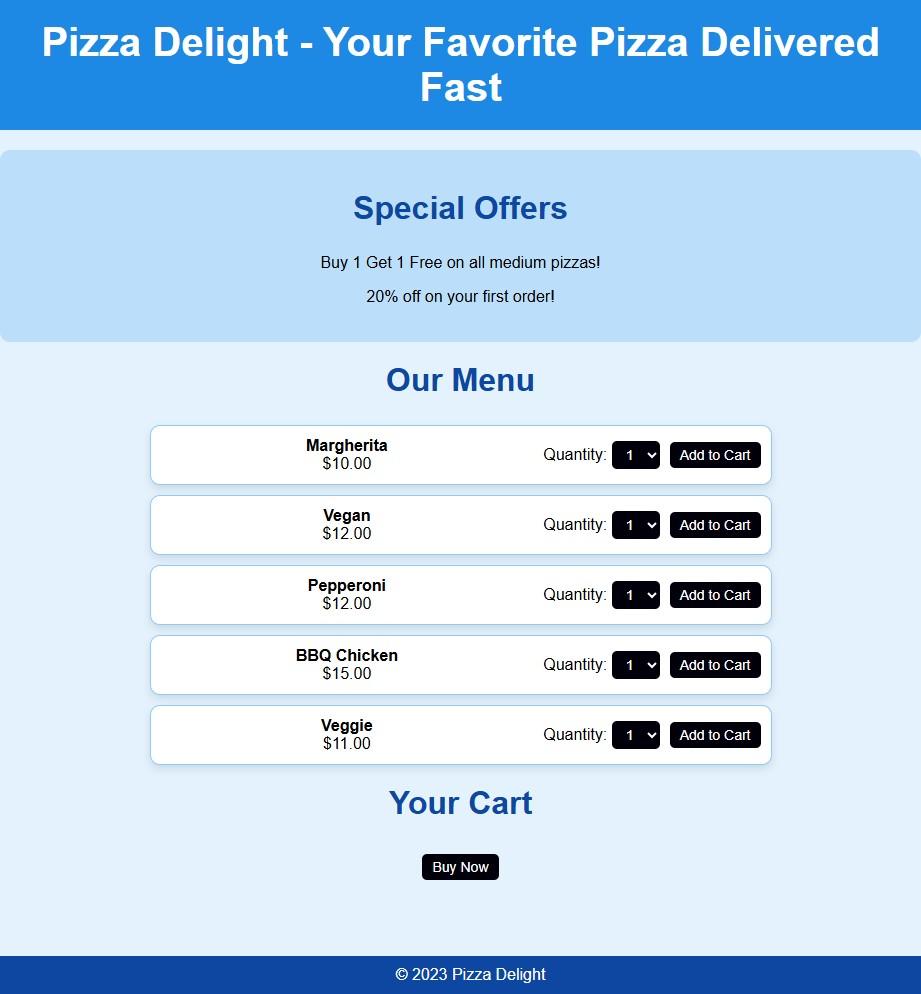 Pizza Delight - Your Favorite Pizza Delivered
Fast
Special Offers
Buy 1 Get 1 Free on all medium pizzas!
20% off on your first order!
Our Menu
Margherita
$10.00
Quantity: 1 Add to Cart
Vegan
$12.00
Quantity: 1 Add to Cart
Pepperoni
$12.00
Quantity: 1 Add to Cart
BBQ Chicken
$15.00
Quantity: 1 Add to Cart
Veggie
$11.00
Quantity: 1 Add to Cart
Your Cart
Buy Now
© 2023 Pizza Delight